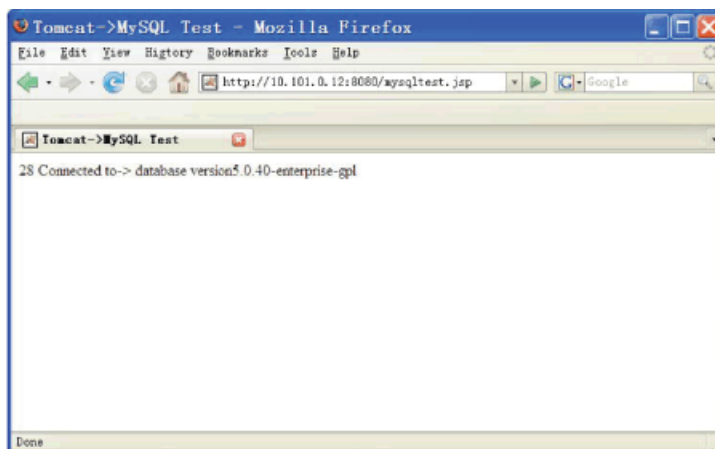 Tomcat->MySQL Test - Mozilla Firefox
File Edit View History Bookmarks Tools Help
http://10.101.0.12:8080/mysqltest.jsp G Google
Tomcat->MySQL Test
28 Connected to-> database version5.0.40-enterprise-gpl
Done